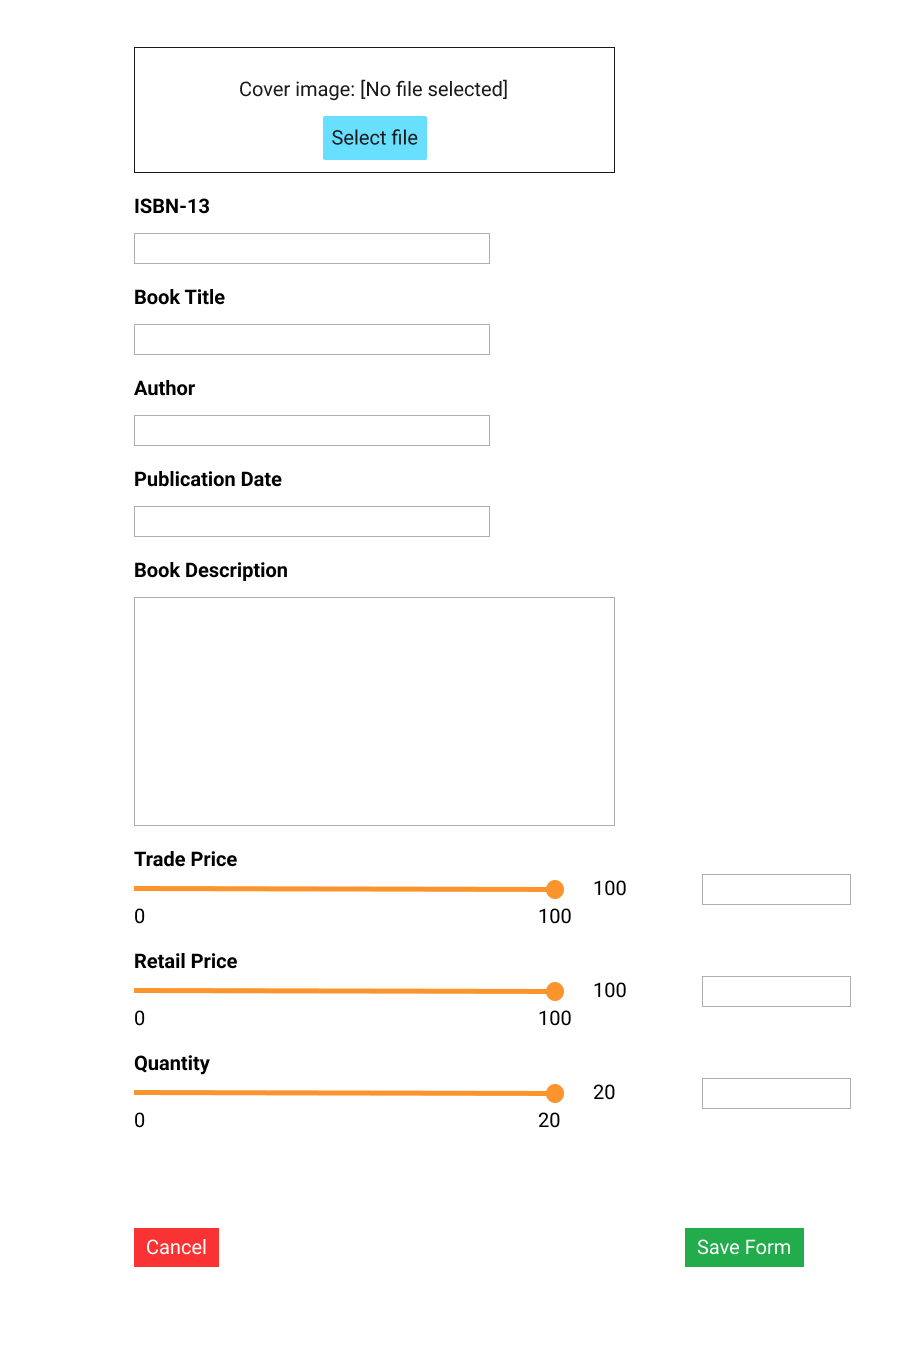 Cover image: [No file selected]
Select file
ISBN-13
Book Title
Author
Publication Date
Book Description
Trade Price
100
0 100
Retail Price
100
0 100
Quantity
20
0 20
Cancel Save Form